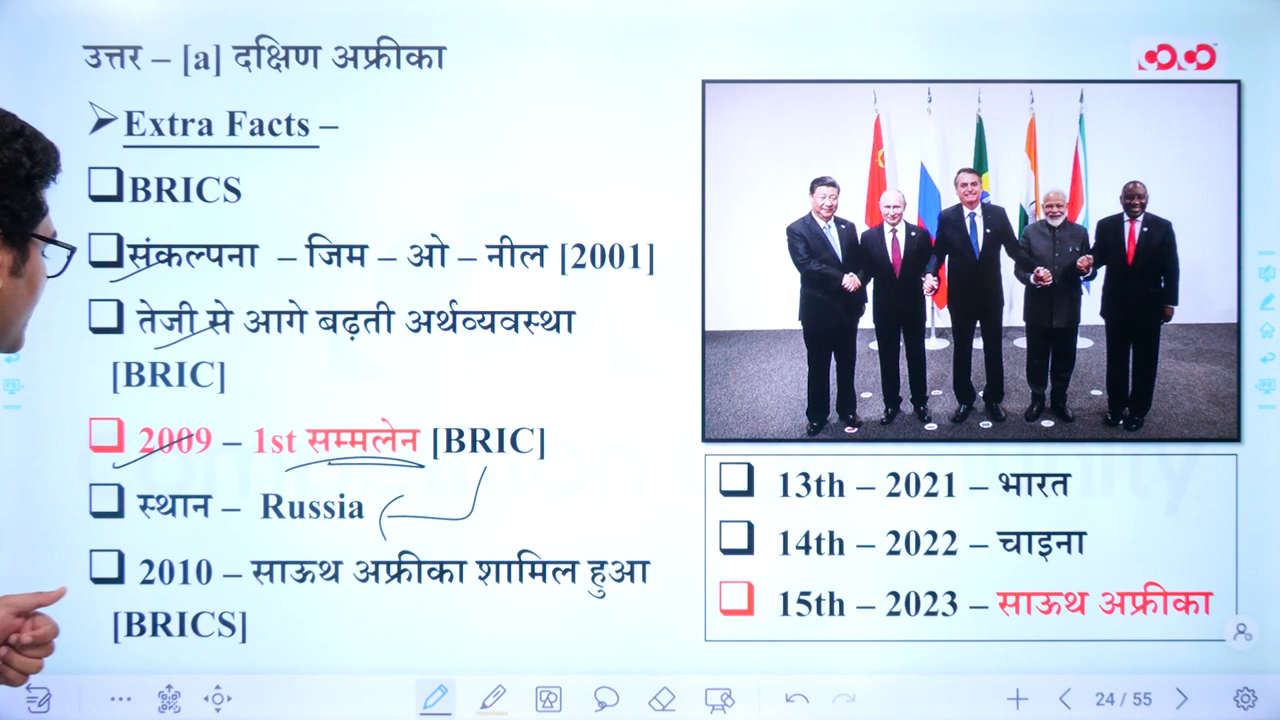 उत्तर – [a] दक्षिण अफ्रीका
Extra Facts –
BRICS
संकल्पना – जिम – ओ – नील [2001]
तेजी से आगे बढ़ती अर्थव्यवस्था
[BRIC]
2009 – 1st सम्मलेन [BRIC]
स्थान – Russia
2010 – साऊथ अफ्रीका शामिल हुआ
[BRICS]
13th – 2021 – भारत
14th – 2022 – चाइना
15th – 2023 – साऊथ अफ्रीका
24 / 55